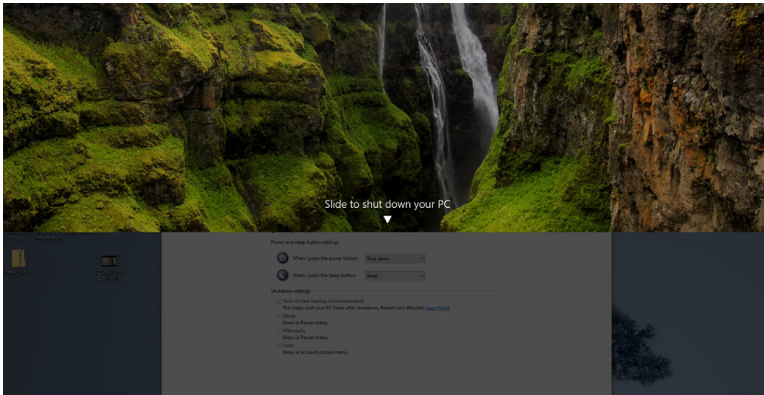 Slide to shut down your PC
Power and sleep button settings
When I press the power button: Shut down
When I press the sleep button: Sleep
Shutdown settings
Turn on fast startup (recommended)
This helps start your PC faster after shutdown. Restart isn't affected. Learn More
Sleep
Show in Power menu.
Hibernate
Show in Power menu.
Lock
Show in account picture menu.